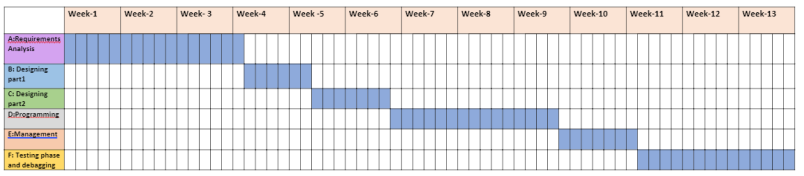 Week-1 Week-2 Week- 3 Week-4 Week -5 Week-6 Week-7 Week-8 Week-9 Week-10 Week-11 Week-12 Week-13
A:Requirements
Analysis
B: Designing
part1
C: Designing
part2
D:Programming
E:Management
F: Testing phase
and debagging